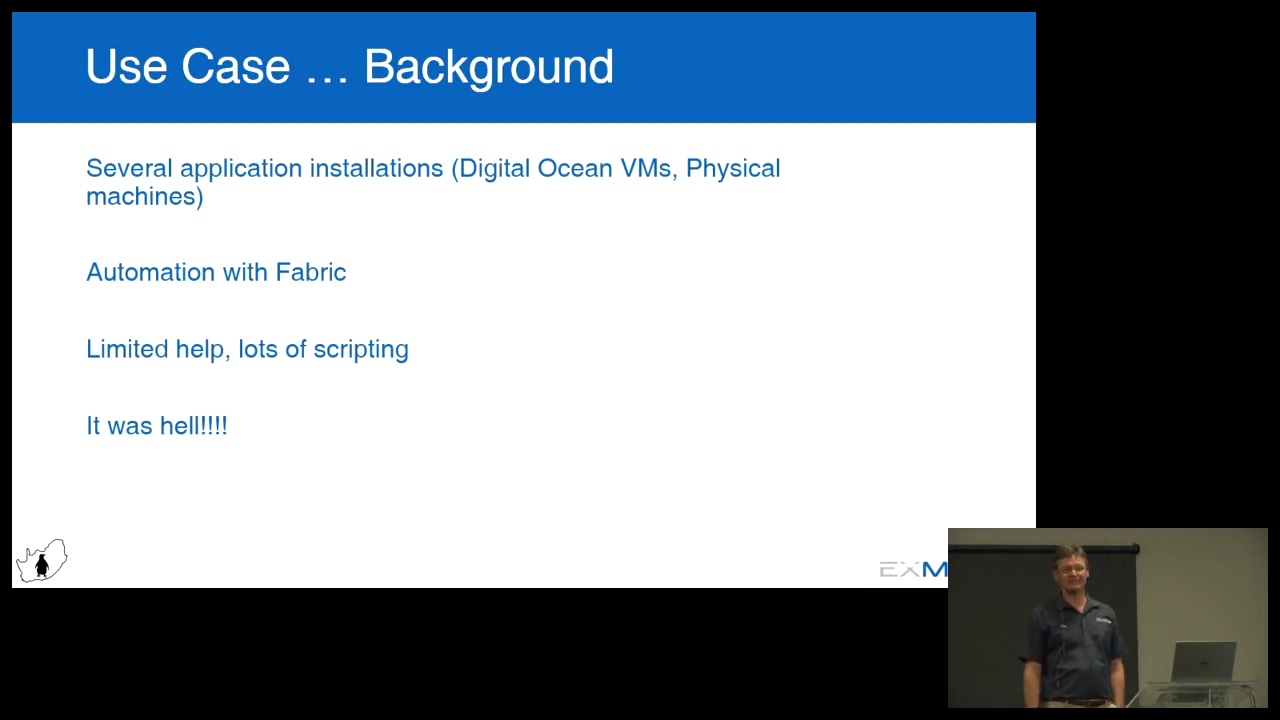 Use Case ... Background
Several application installations (Digital Ocean VMs, Physical
machines)
Automation with Fabric
Limited help, lots of scripting
It was hell!!!!
EXM